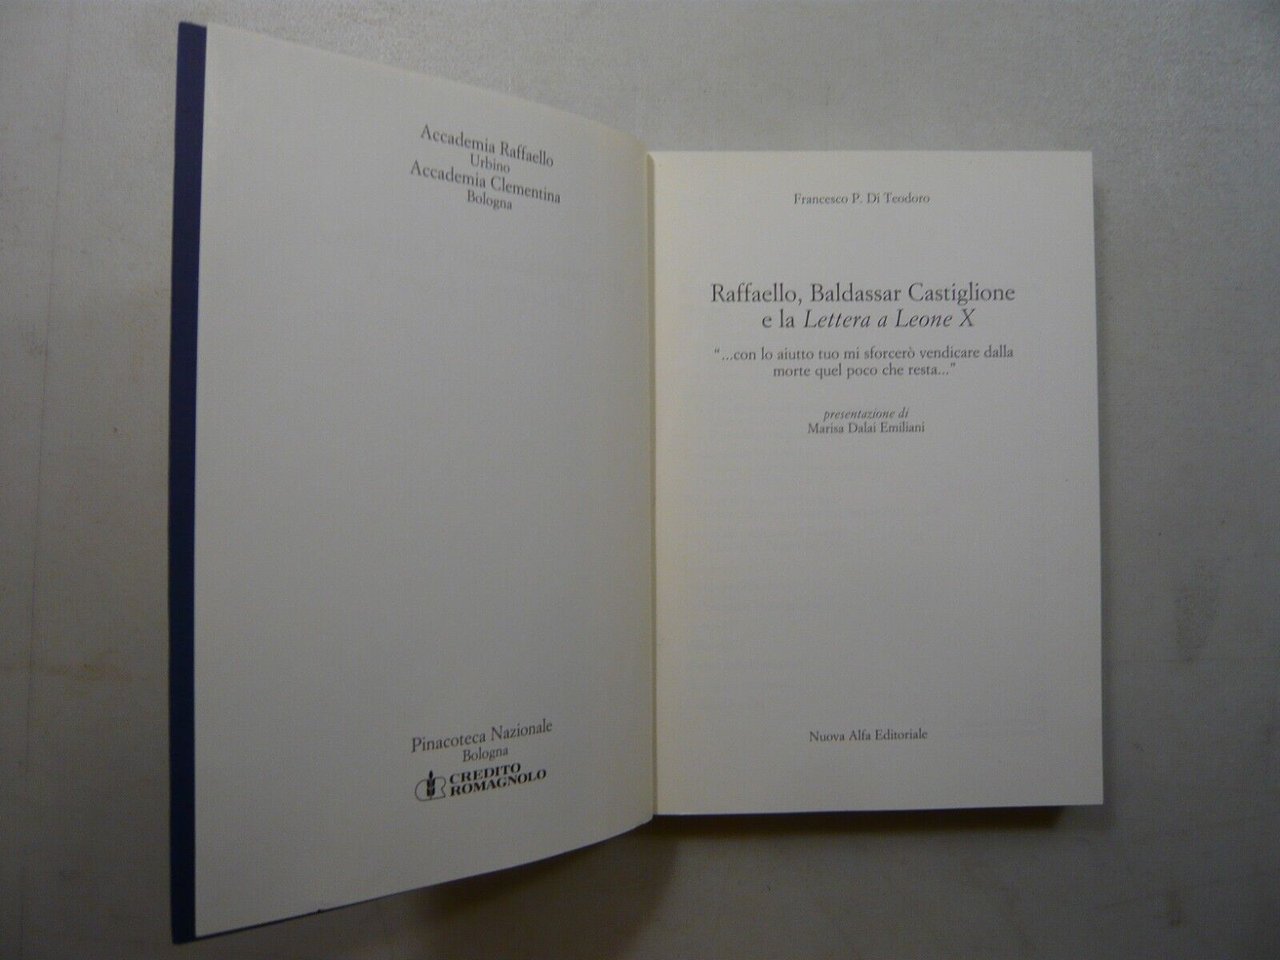 Accademia Raffaello
Urbino
Accademia Clementina
Bologna
Pinacoteca Nazionale
Bologna
CREDITO
ROMAGNOLO
Francesco P. Di Teodoro
Raffaello, Baldassar Castiglione
e la Lettera a Leone X
“...con lo aiutto tuo mi sforcerò vendicare dalla
morte quel poco che resta...”
presentazione di
Marisa Dalai Emiliani
Nuova Alfa Editoriale